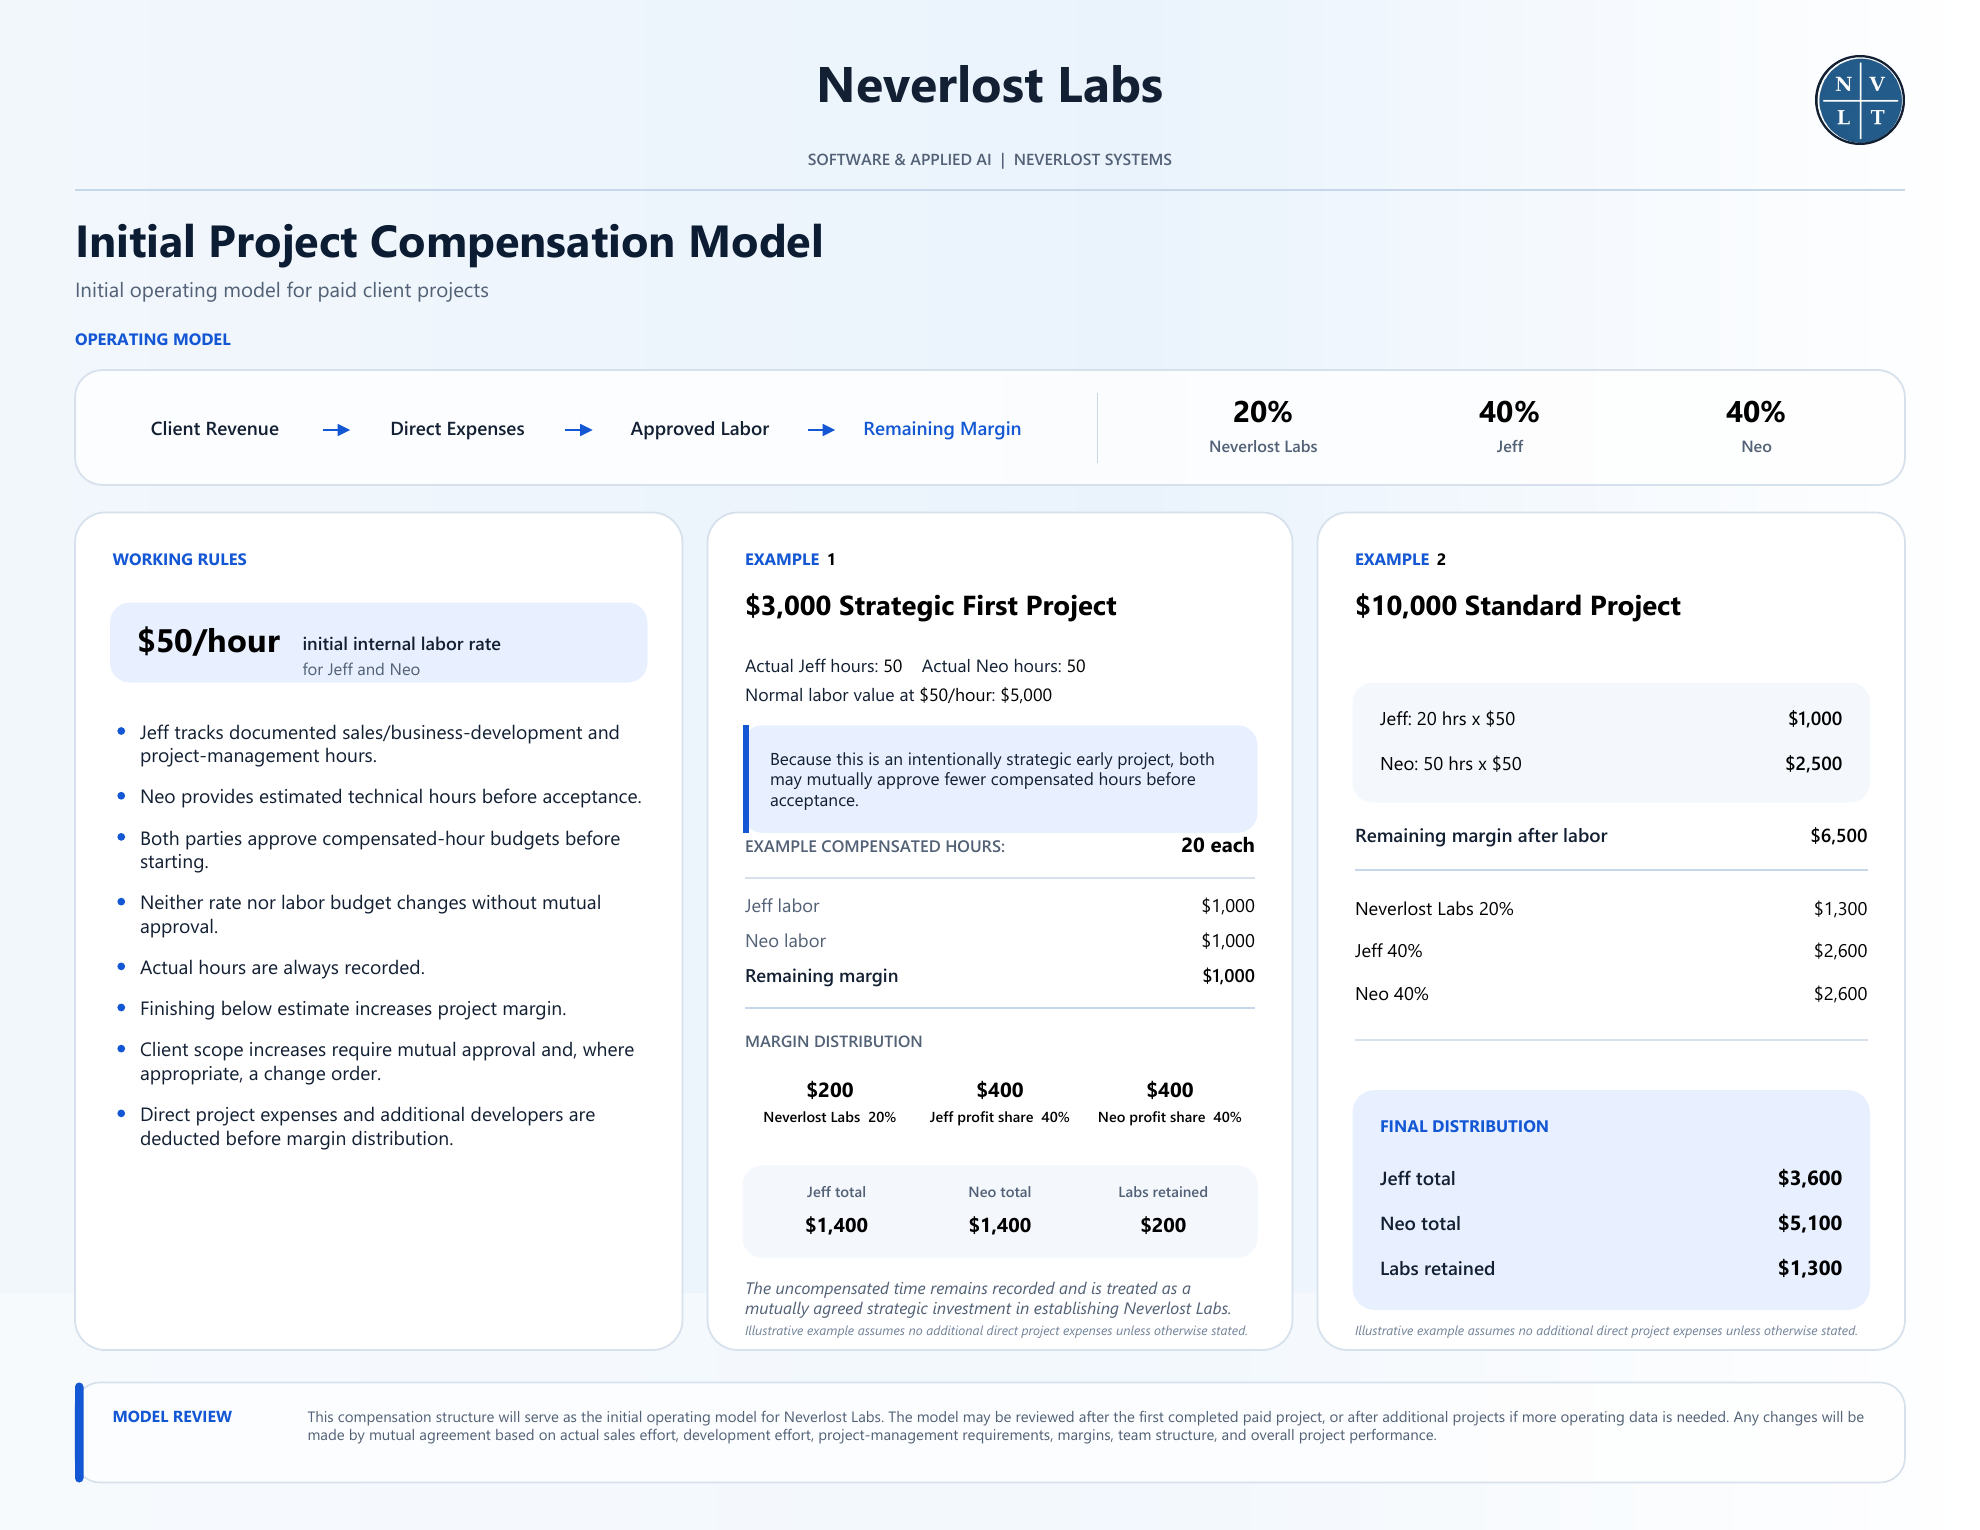 Neverlost Labs
N V
L T
SOFTWARE & APPLIED AI | NEVERLOST SYSTEMS
Initial Project Compensation Model
Initial operating model for paid client projects
OPERATING MODEL
Client Revenue → Direct Expenses → Approved Labor → Remaining Margin
20% 40% 40%
Neverlost Labs Jeff Neo
WORKING RULES
$50/hour initial internal labor rate
for Jeff and Neo
• Jeff tracks documented sales/business-development and
project-management hours.
• Neo provides estimated technical hours before acceptance.
• Both parties approve compensated-hour budgets before
starting.
• Neither rate nor labor budget changes without mutual
approval.
• Actual hours are always recorded.
• Finishing below estimate increases project margin.
• Client scope increases require mutual approval and, where
appropriate, a change order.
• Direct project expenses and additional developers are
deducted before margin distribution.
EXAMPLE 1
$3,000 Strategic First Project
Actual Jeff hours: 50 Actual Neo hours: 50
Normal labor value at $50/hour: $5,000
Because this is an intentionally strategic early project, both
may mutually approve fewer compensated hours before
acceptance.
EXAMPLE COMPENSATED HOURS: 20 each
Jeff labor $1,000
Neo labor $1,000
Remaining margin $1,000
MARGIN DISTRIBUTION
$200 $400 $400
Neverlost Labs 20% Jeff profit share 40% Neo profit share 40%
Jeff total Neo total Labs retained
$1,400 $1,400 $200
The uncompensated time remains recorded and is treated as a
mutually agreed strategic investment in establishing Neverlost Labs.
Illustrative example assumes no additional direct project expenses unless otherwise stated.
EXAMPLE 2
$10,000 Standard Project
Jeff: 20 hrs x $50 $1,000
Neo: 50 hrs x $50 $2,500
Remaining margin after labor $6,500
Neverlost Labs 20% $1,300
Jeff 40% $2,600
Neo 40% $2,600
FINAL DISTRIBUTION
Jeff total $3,600
Neo total $5,100
Labs retained $1,300
Illustrative example assumes no additional direct project expenses unless otherwise stated.
MODEL REVIEW
This compensation structure will serve as the initial operating model for Neverlost Labs. The model may be reviewed after the first completed paid project, or after additional projects if more operating data is needed. Any changes will be
made by mutual agreement based on actual sales effort, development effort, project-management requirements, margins, team structure, and overall project performance.